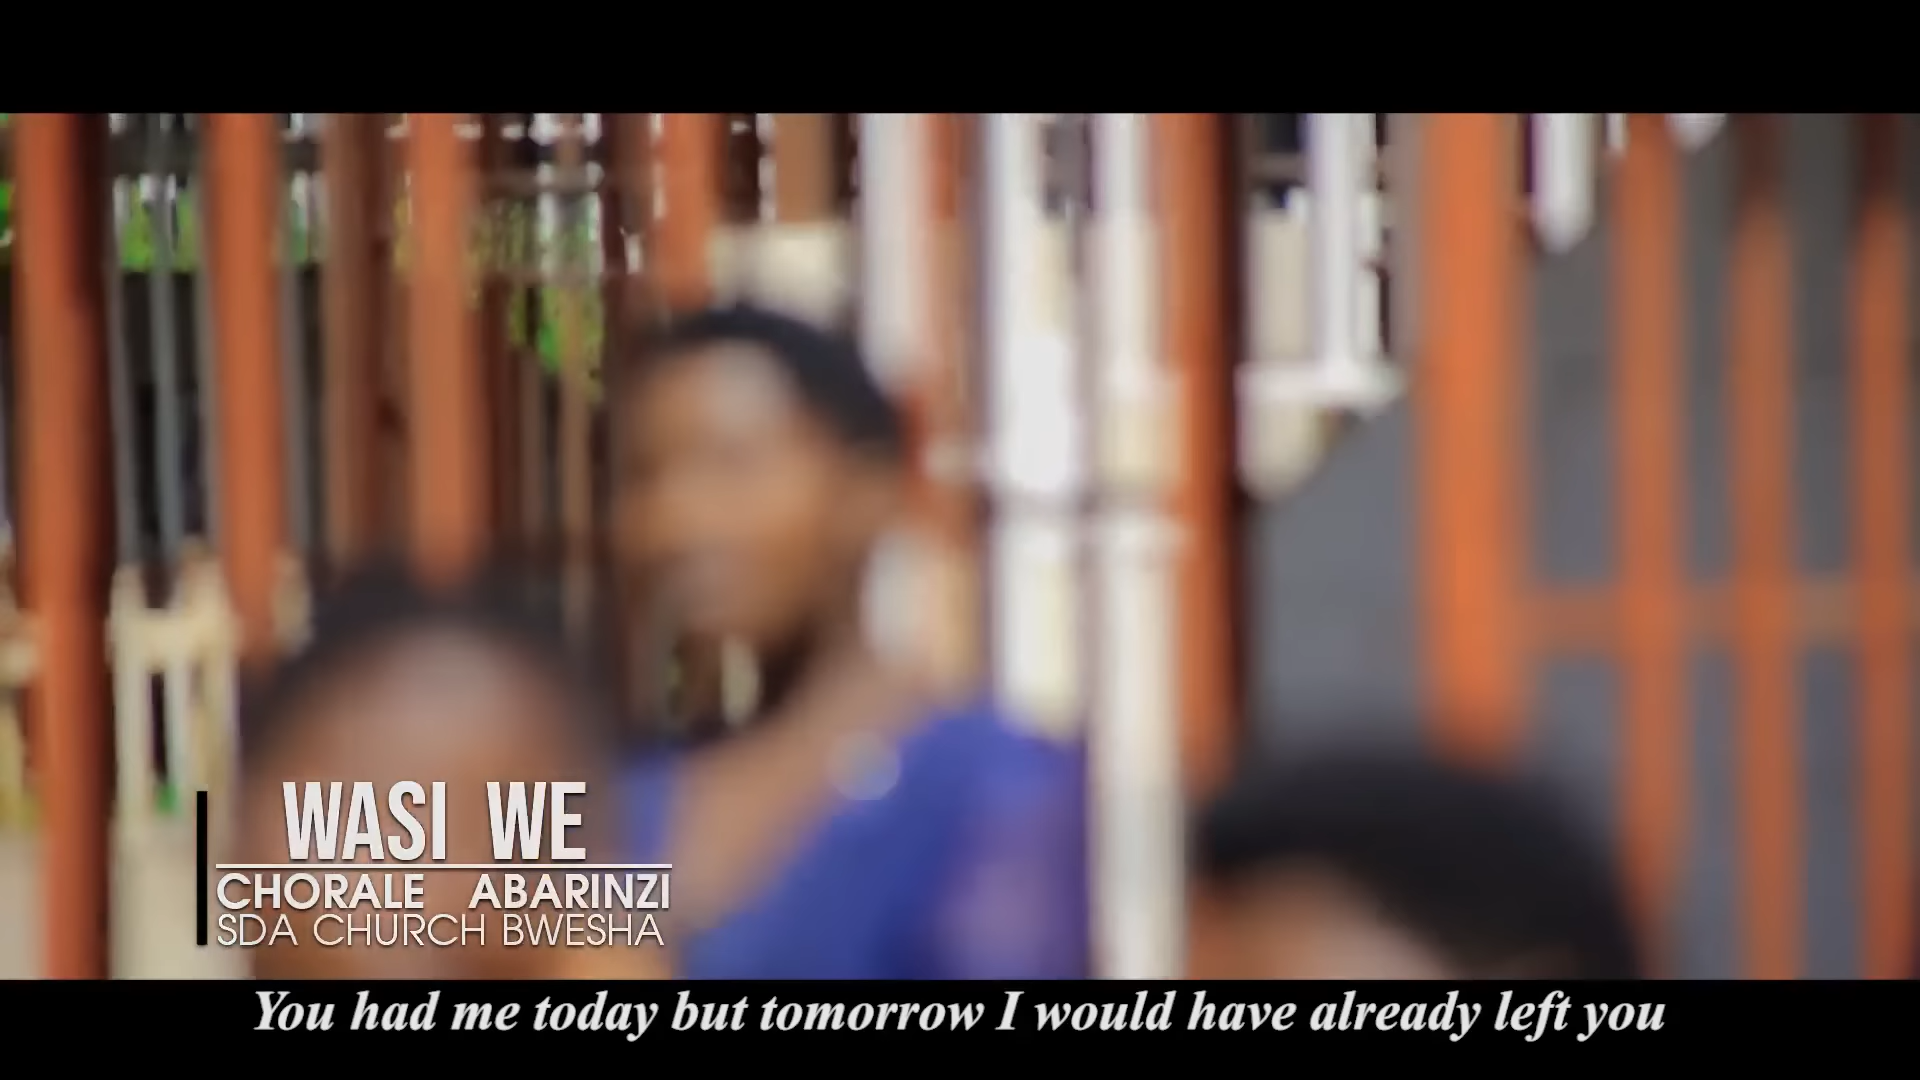 WASI WE
CHORALE ABARINZI
SDA CHURCH BWESHA
You had me today but tomorrow I would have already left you